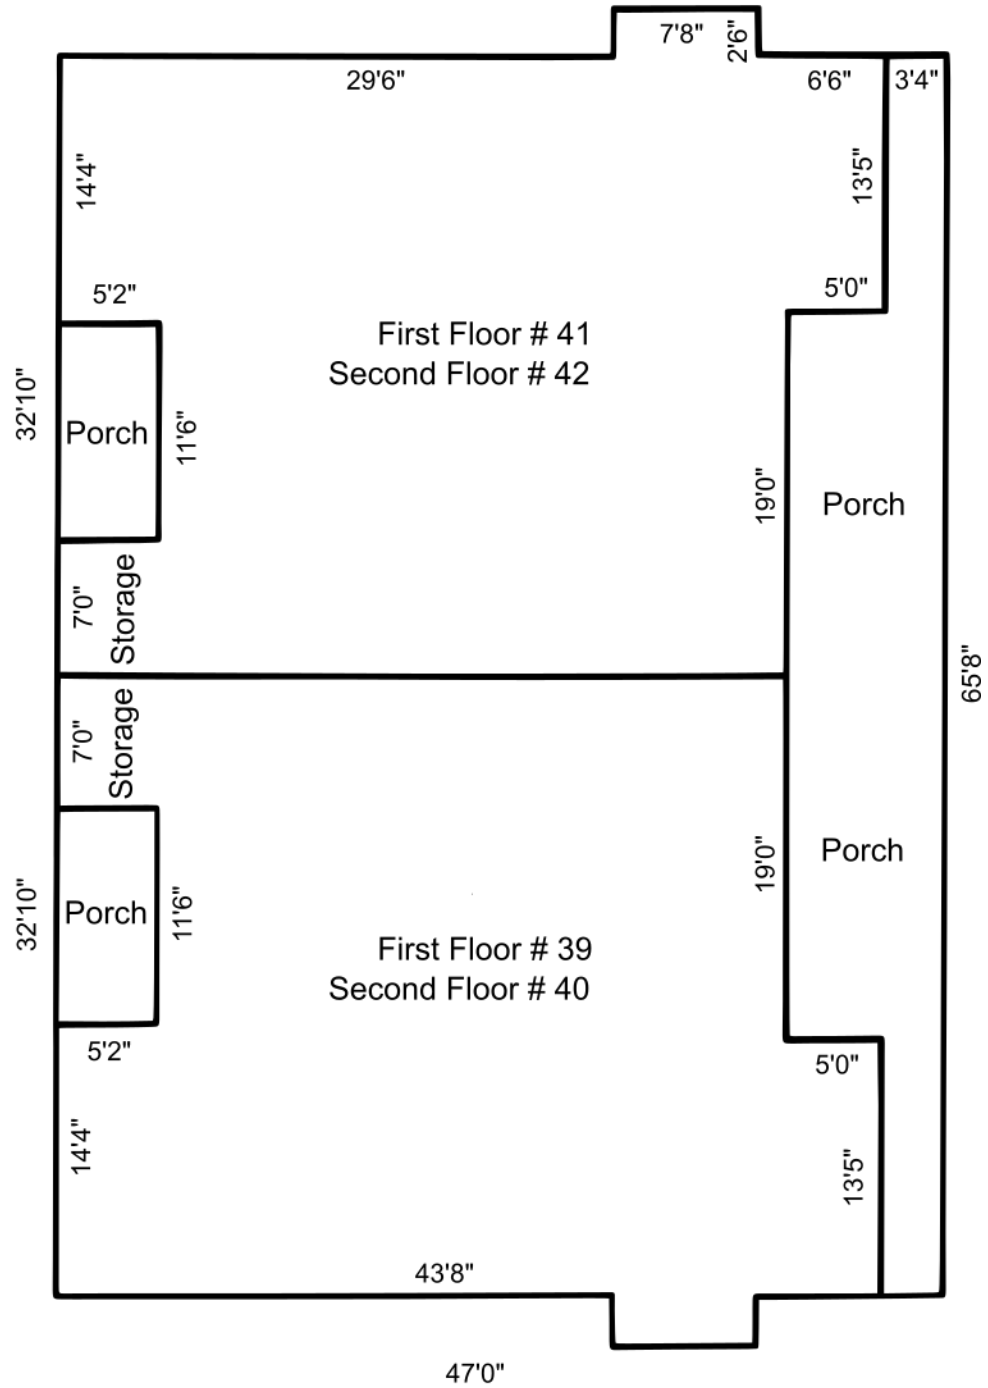 7'8"
2'6"
29'6"
6'6"
3'4"
14'4"
13'5"
5'2"
5'0"
First Floor # 41
Second Floor # 42
32'10"
Porch
11'6"
19'0"
Porch
7'0"
Storage
65'8"
7'0"
Storage
Porch
19'0"
32'10"
Porch
11'6"
First Floor # 39
Second Floor # 40
5'2"
5'0"
14'4"
13'5"
43'8"
47'0"